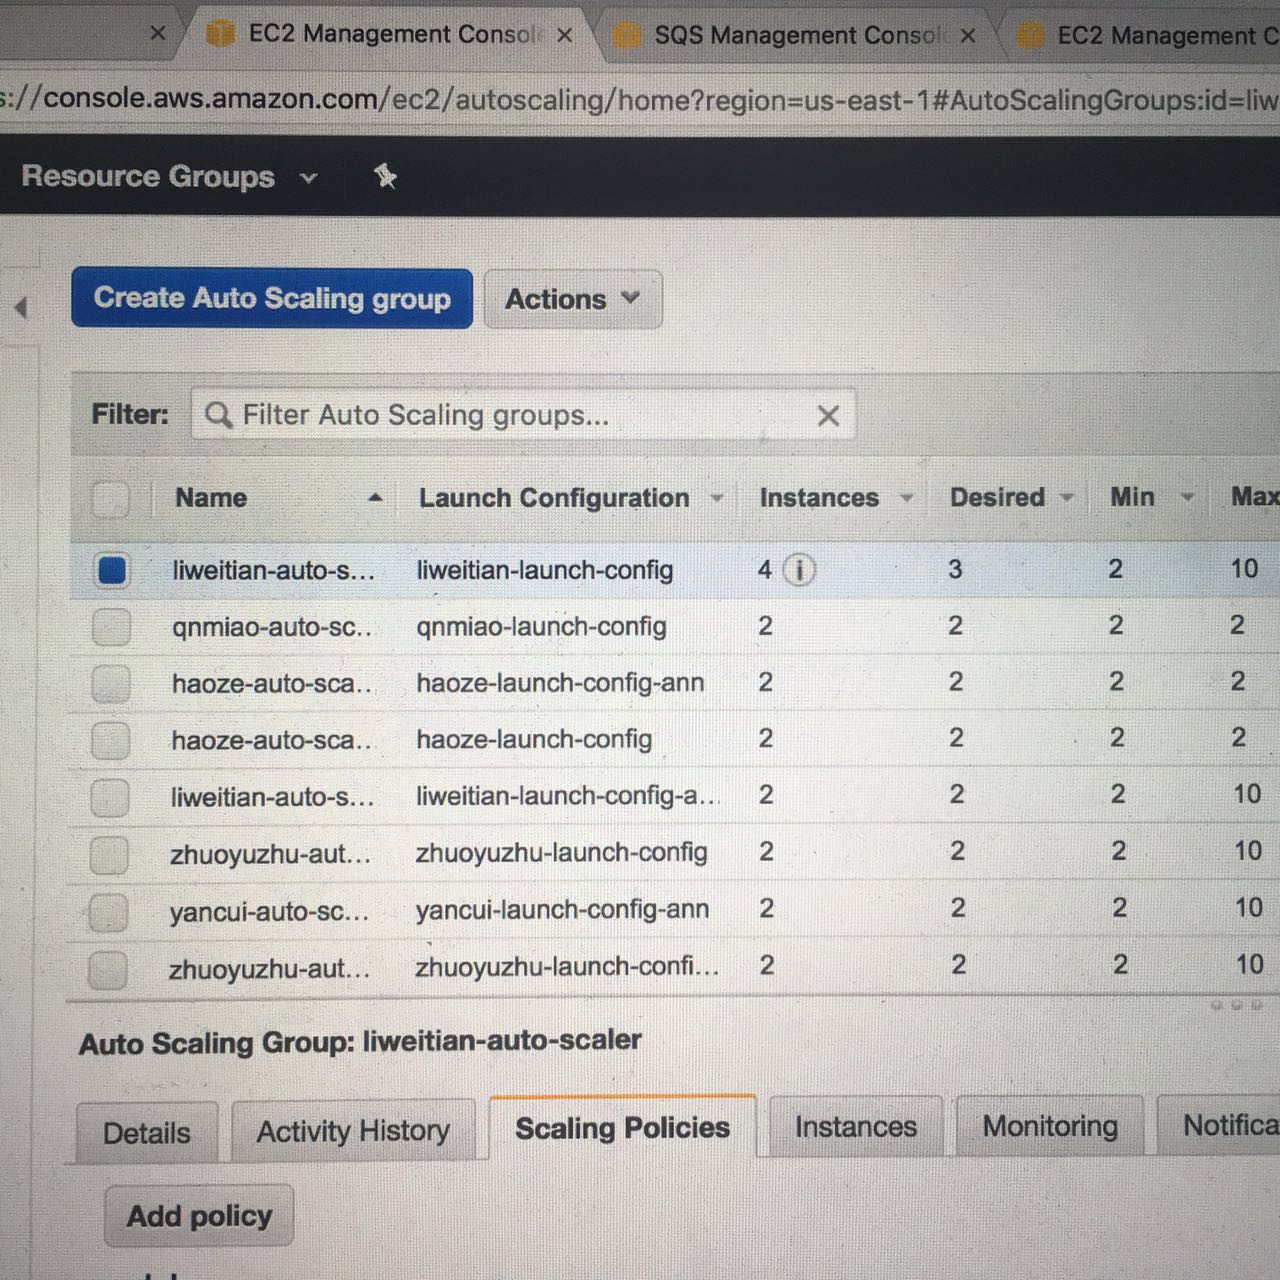 EC2 Management Consol
SQS Management Consol
EC2 Management C
s://console.aws.amazon.com/ec2/autoscaling/home?region=us-east-1#AutoScalingGroups:id=liw
Resource Groups
Create Auto Scaling group Actions
Filter: Filter Auto Scaling groups...
Name Launch Configuration Instances Desired Min Max
liweitian-auto-s... liweitian-launch-config 4 i 3 2 10
qnmiao-auto-sc.. qnmiao-launch-config 2 2 2 2
haoze-auto-sca.. haoze-launch-config-ann 2 2 2 2
haoze-auto-sca.. haoze-launch-config 2 2 2 2
liweitian-auto-s... liweitian-launch-config-a... 2 2 2 10
zhuoyuzhu-aut... zhuoyuzhu-launch-config 2 2 2 10
yancui-auto-sc... yancui-launch-config-ann 2 2 2 10
zhuoyuzhu-aut... zhuoyuzhu-launch-confi... 2 2 2 10
Auto Scaling Group: liweitian-auto-scaler
Details Activity History Scaling Policies Instances Monitoring Notifica
Add policy